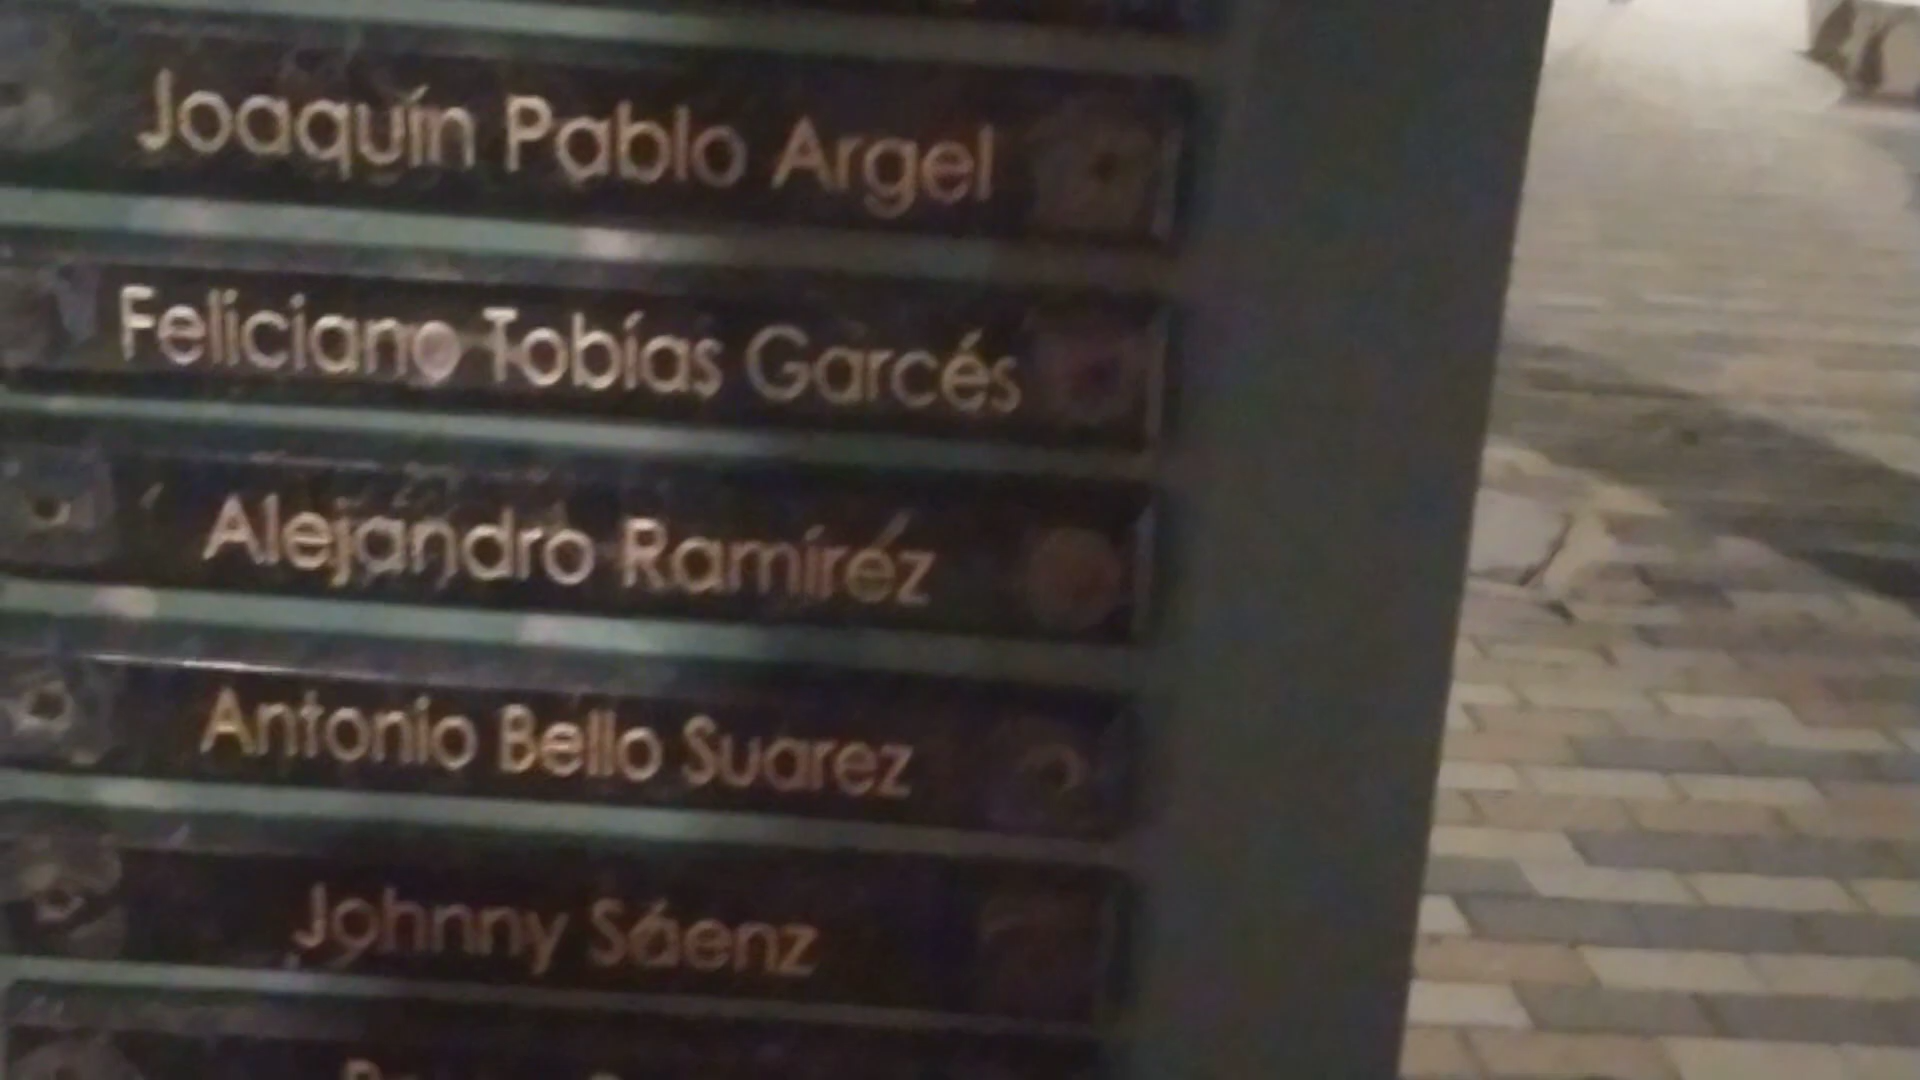 Joaquín Pablo Argel
Feliciano Tobías Garcés
Alejandro Ramírez
Antonio Bello Suarez
Johnny Sáenz